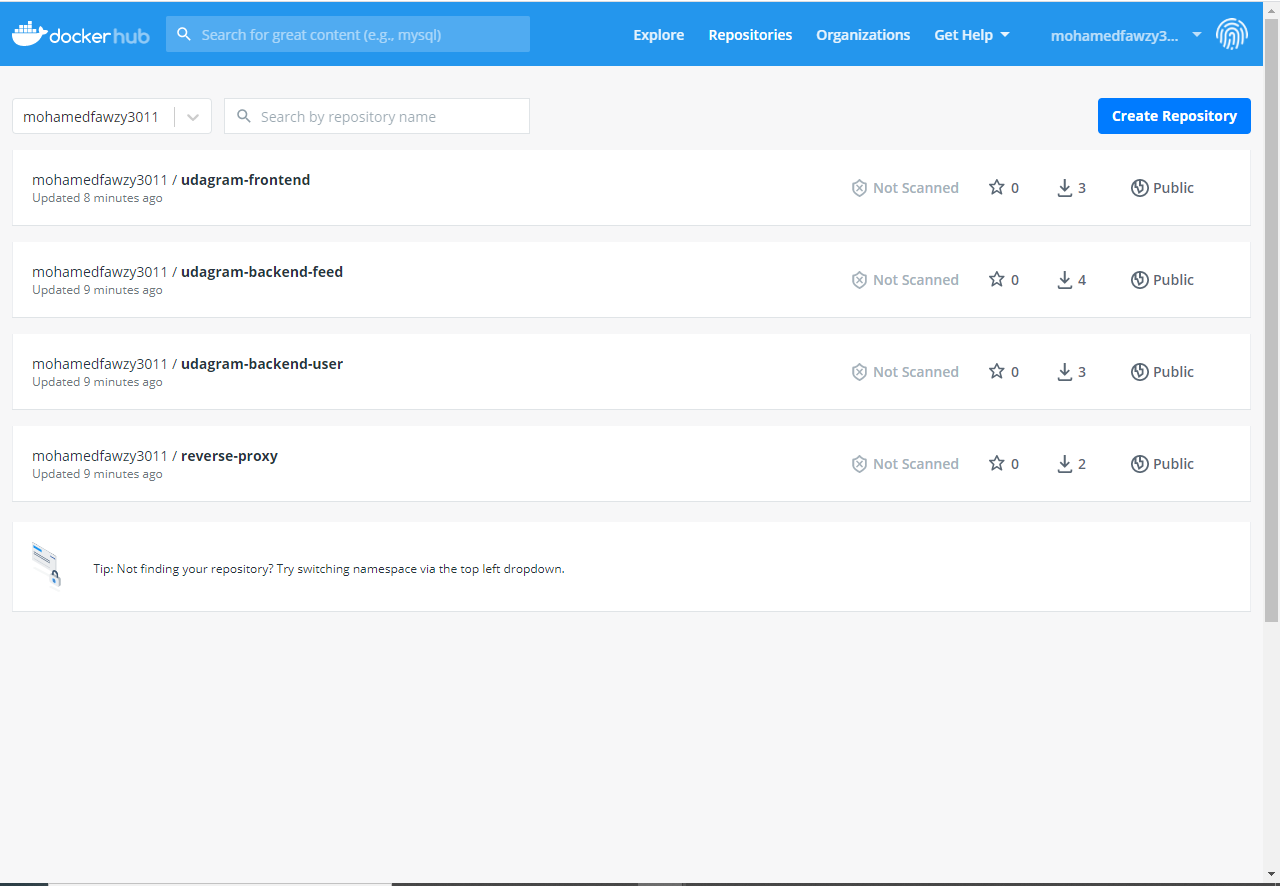 docker hub Search for great content (e.g., mysql) Explore Repositories Organizations Get Help mohamedfawzy3...
mohamedfawzy3011 Search by repository name Create Repository
mohamedfawzy3011 / udagram-frontend
Updated 8 minutes ago
Not Scanned 0 3 Public
mohamedfawzy3011 / udagram-backend-feed
Updated 9 minutes ago
Not Scanned 0 4 Public
mohamedfawzy3011 / udagram-backend-user
Updated 9 minutes ago
Not Scanned 0 3 Public
mohamedfawzy3011 / reverse-proxy
Updated 9 minutes ago
Not Scanned 0 2 Public
Tip: Not finding your repository? Try switching namespace via the top left dropdown.